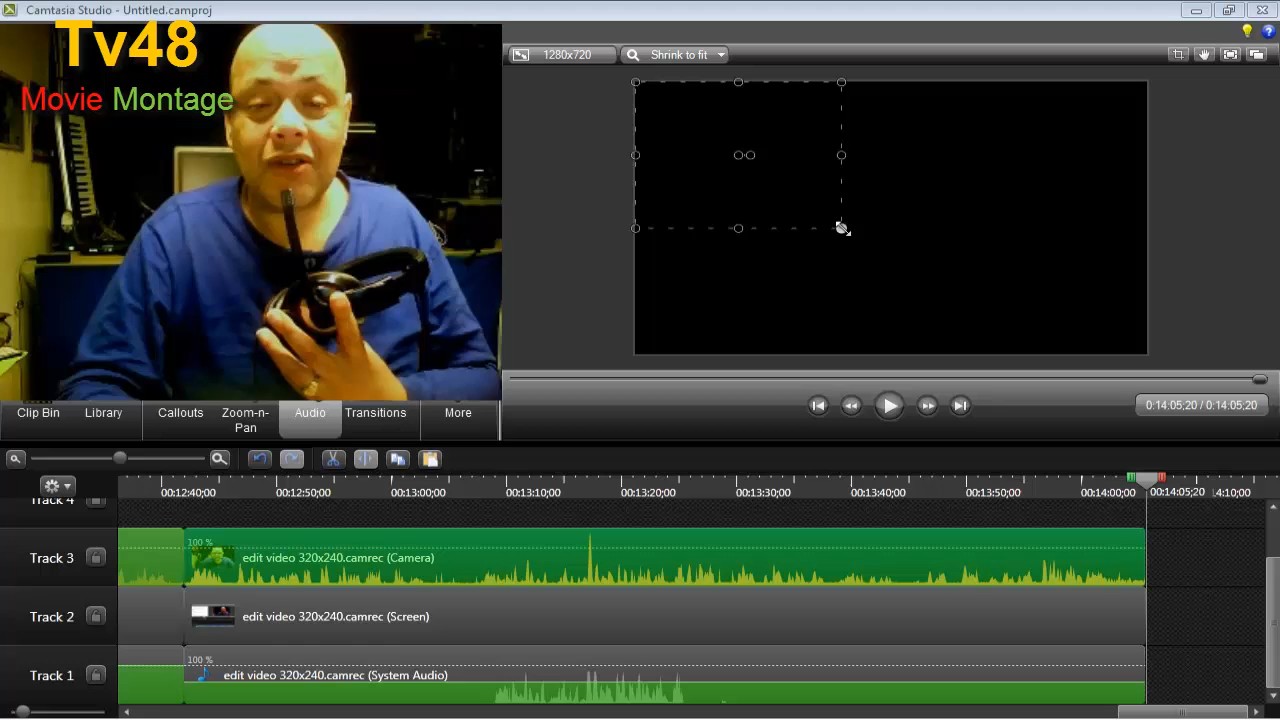 Camtasia Studio - Untitled.camproj
Tv48
Movie Montage
1280x720
Shrink to fit
Clip Bin
Library
Callouts
Zoom-n-
Pan
Audio
Transitions
More
0:14:05;20 / 0:14:05;20
00:12:40;00
00:12:50;00
00:13:00;00
00:13:10;00
00:13:20;00
00:13:30;00
00:13:40;00
00:13:50;00
00:14:00;00
00:14:05;20
14:10;00
Track 4
Track 3
100 %
edit video 320x240.camrec (Camera)
Track 2
edit video 320x240.camrec (Screen)
Track 1
100 %
edit video 320x240.camrec (System Audio)